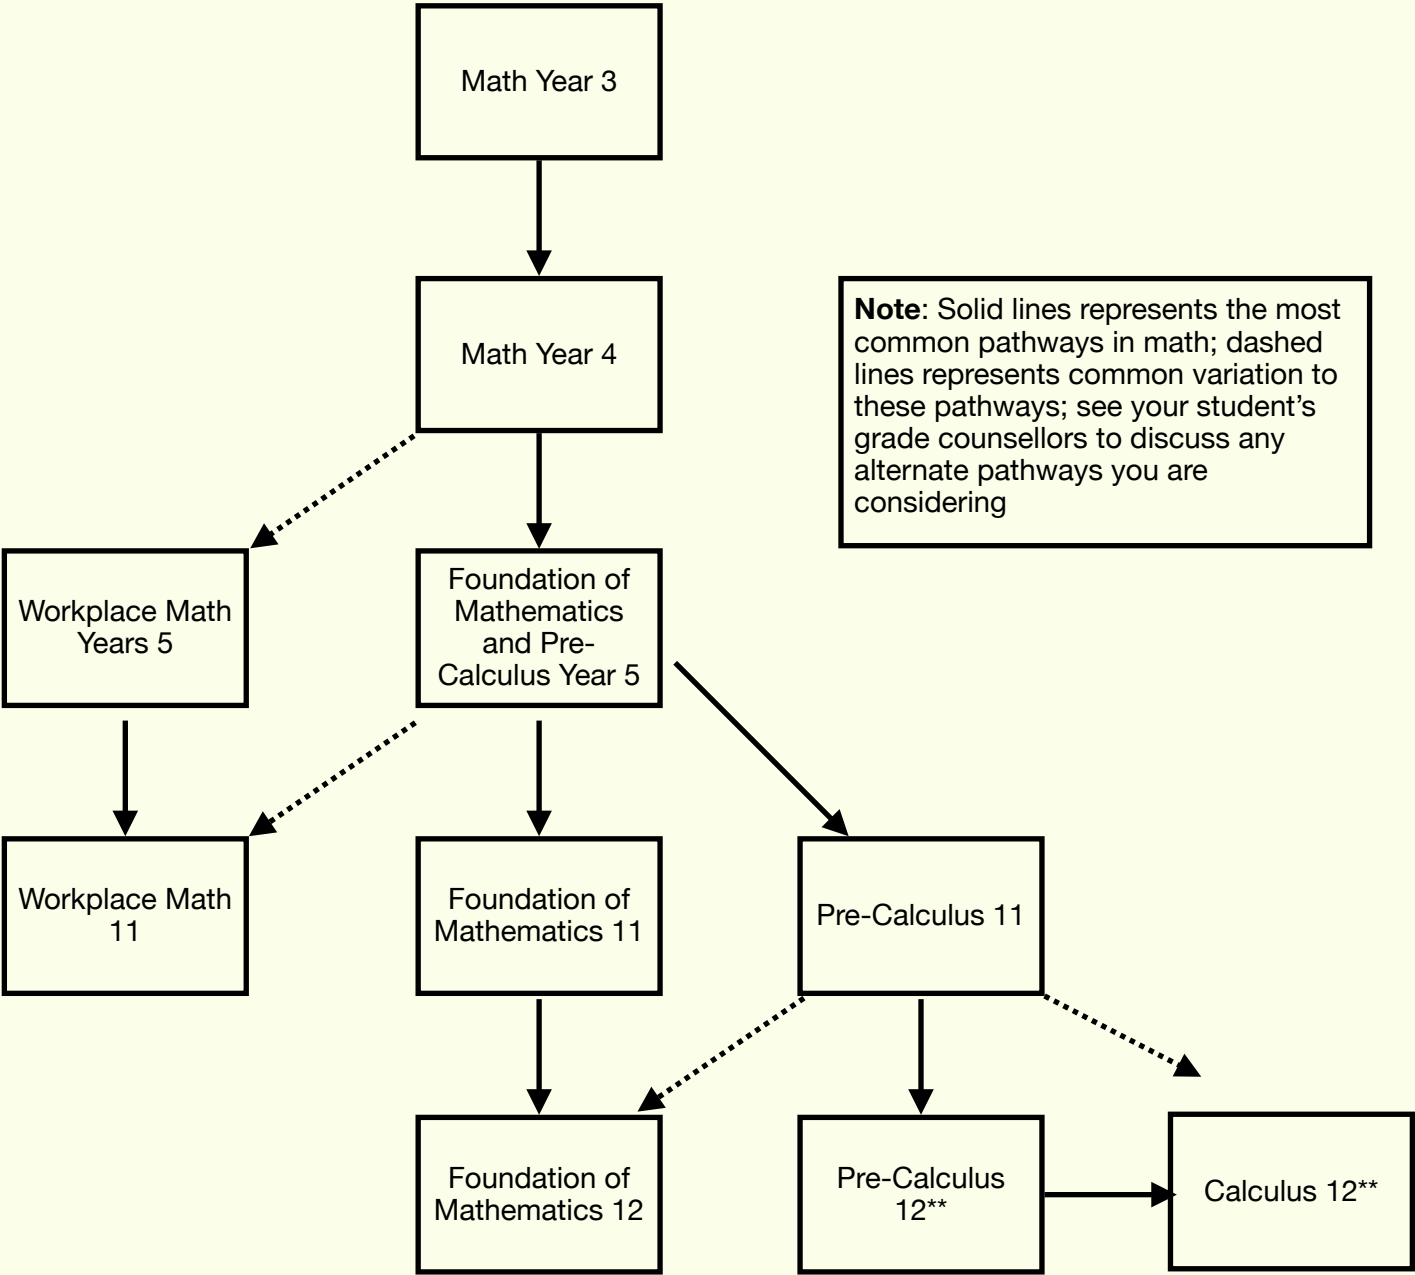 Math Year 3
Math Year 4
Note: Solid lines represents the most
common pathways in math; dashed
lines represents common variation to
these pathways; see your student’s
grade counsellors to discuss any
alternate pathways you are
considering
Workplace Math
Years 5
Foundation of
Mathematics
and Pre-
Calculus Year 5
Workplace Math
11
Foundation of
Mathematics 11
Pre-Calculus 11
Foundation of
Mathematics 12
Pre-Calculus
12**
Calculus 12**